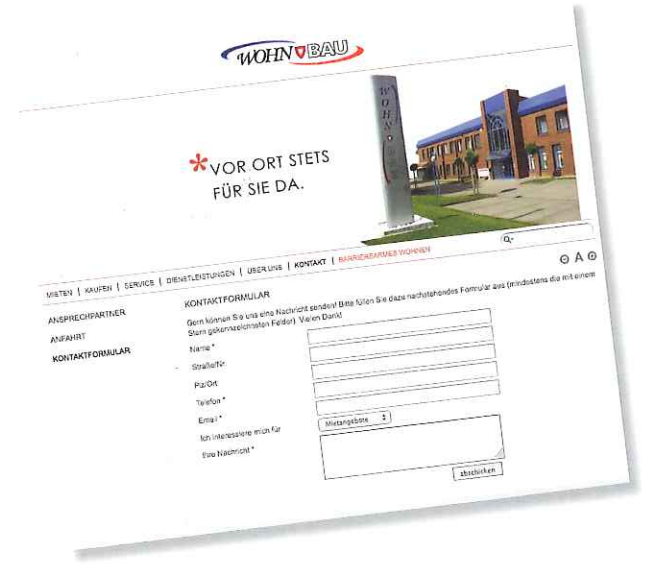 WOHN BAU
*VOR ORT STETS
FÜR SIE DA.
WOHN
MIETEN | KAUFEN | SERVICE | DIENSTLEISTUNGEN | ÜBER UNS | KONTAKT | BARRIEREARMES WOHNEN
A
ANSPRECHPARTNER
ANFAHRT
KONTAKTFORMULAR
KONTAKTFORMULAR
Gern können Sie uns eine Nachricht senden! Bitte füllen Sie dazu nachstehendes Formular aus (mindestens die mit einem
Stern gekennzeichneten Felder). Vielen Dank!
Name *
Straße/Nr.
Plz/Ort
Telefon *
Email *
Ich interessiere mich für
Mietangebote
Ihre Nachricht *
abschicken